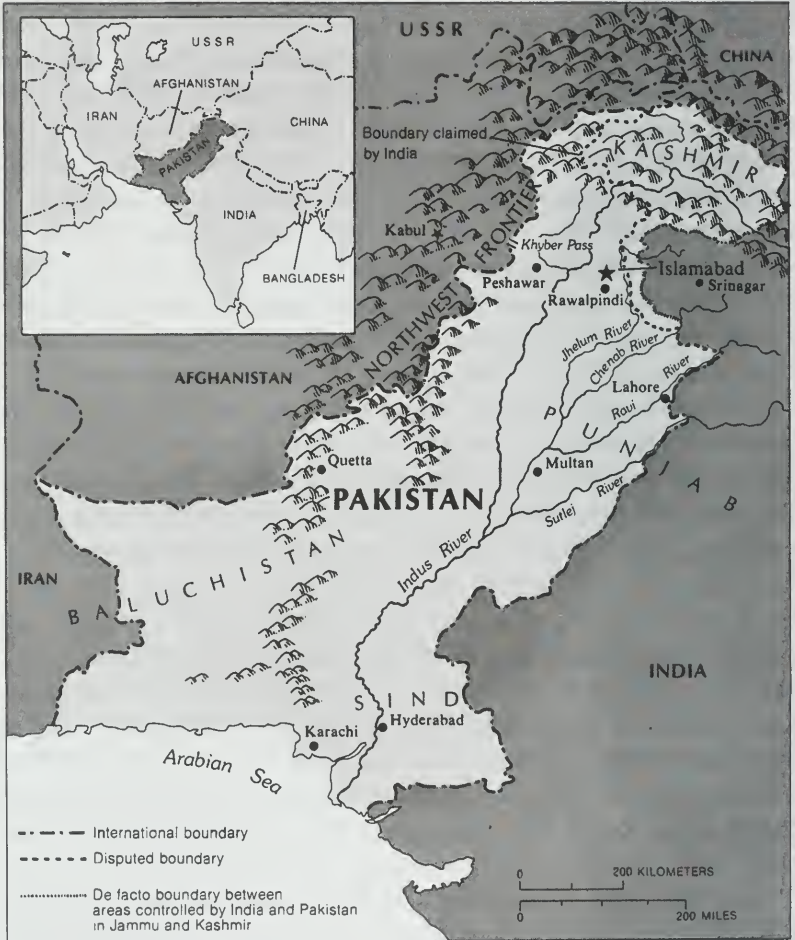 USSR
AFGHANISTAN
IRAN
CHINA
PAKISTAN
INDIA
BANGLADESH
USSR
CHINA
Boundary claimed
by India
KASHMIR
Kabul
NORTHWEST FRONTIER
Khyber Pass
Peshawar
Islamabad
Rawalpindi
Srinagar
Jhelum River
Chenab River
AFGHANISTAN
Lahore
Ravi River
PUNJAB
Quetta
Multan
PAKISTAN
Sutlej River
Indus River
IRAN
BALUCHISTAN
INDIA
SIND
Karachi
Hyderabad
Arabian Sea
International boundary
Disputed boundary
De facto boundary between
areas controlled by India and Pakistan
in Jammu and Kashmir
0 200 KILOMETERS
0 200 MILES